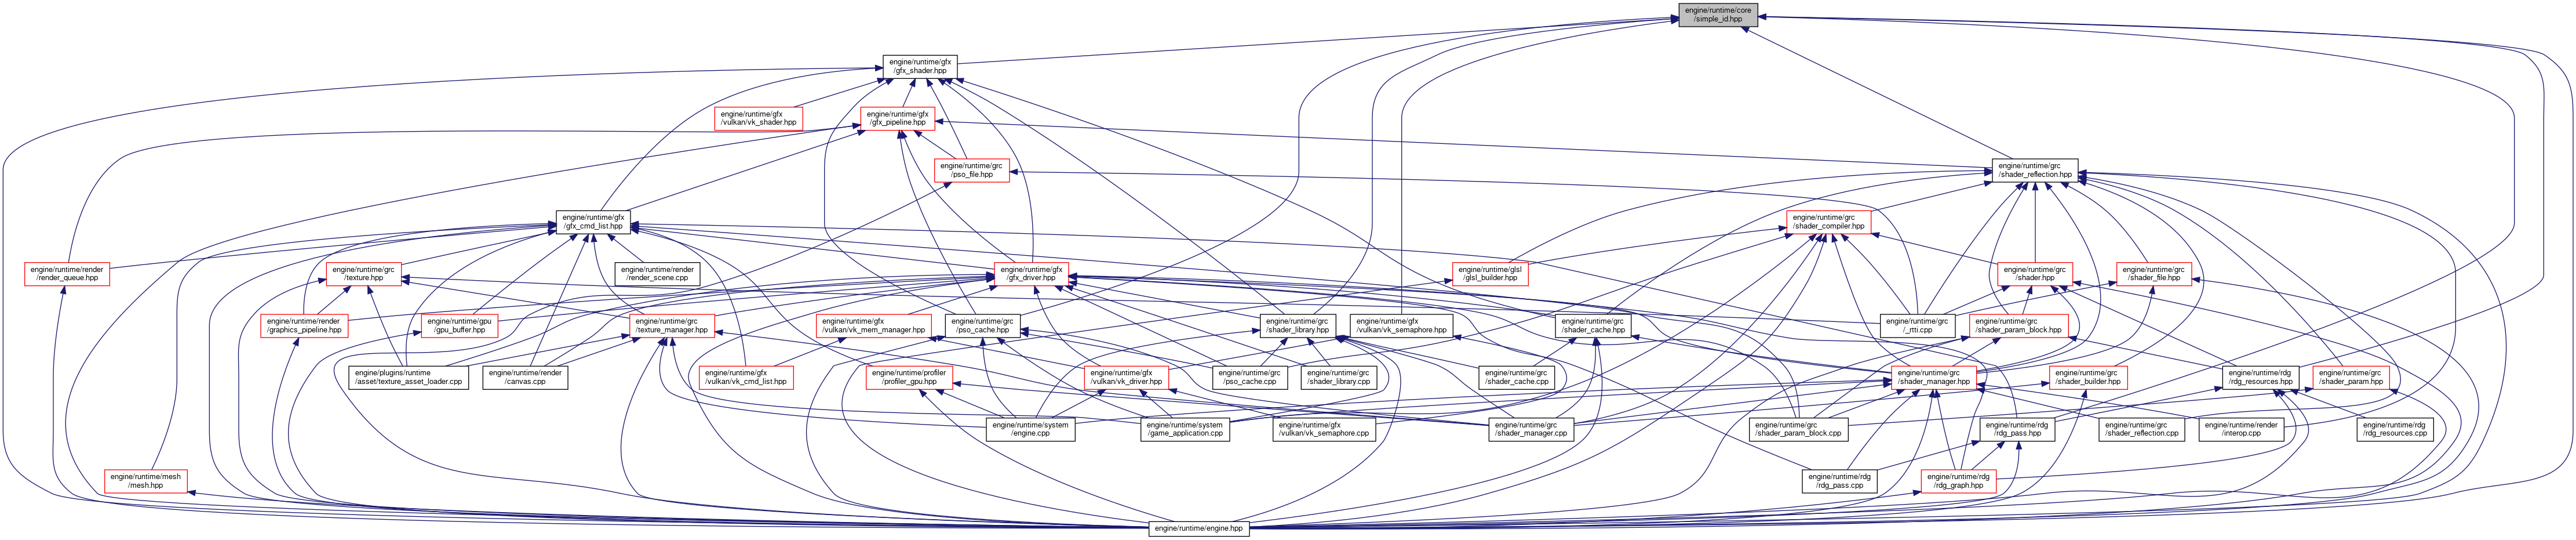 engine/runtime/core
/simple_id.hpp
engine/runtime/gfx
/gfx_shader.hpp
engine/runtime/gfx
/vulkan/vk_shader.hpp
engine/runtime/gfx
/gfx_pipeline.hpp
engine/runtime/grc
/pso_file.hpp
engine/runtime/grc
/shader_reflection.hpp
engine/runtime/gfx
/gfx_cmd_list.hpp
engine/runtime/grc
/shader_compiler.hpp
engine/runtime/render
/render_queue.hpp
engine/runtime/grc
/texture.hpp
engine/runtime/render
/render_scene.cpp
engine/runtime/gfx
/gfx_driver.hpp
engine/runtime/glsl
/glsl_builder.hpp
engine/runtime/grc
/shader.hpp
engine/runtime/grc
/shader_file.hpp
engine/runtime/render
/graphics_pipeline.hpp
engine/runtime/gpu
/gpu_buffer.hpp
engine/runtime/grc
/texture_manager.hpp
engine/runtime/gfx
/vulkan/vk_mem_manager.hpp
engine/runtime/grc
/pso_cache.hpp
engine/runtime/grc
/shader_library.hpp
engine/runtime/gfx
/vulkan/vk_semaphore.hpp
engine/runtime/grc
/shader_cache.hpp
engine/runtime/grc
/_rtti.cpp
engine/runtime/grc
/shader_param_block.hpp
engine/plugins/runtime
/asset/texture_asset_loader.cpp
engine/runtime/render
/canvas.cpp
engine/runtime/gfx
/vulkan/vk_cmd_list.hpp
engine/runtime/profiler
/profiler_gpu.hpp
engine/runtime/gfx
/vulkan/vk_driver.hpp
engine/runtime/grc
/pso_cache.cpp
engine/runtime/grc
/shader_library.cpp
engine/runtime/grc
/shader_cache.cpp
engine/runtime/grc
/shader_manager.hpp
engine/runtime/grc
/shader_builder.hpp
engine/runtime/rdg
/rdg_resources.hpp
engine/runtime/grc
/shader_param.hpp
engine/runtime/system
/engine.cpp
engine/runtime/system
/game_application.cpp
engine/runtime/gfx
/vulkan/vk_semaphore.cpp
engine/runtime/grc
/shader_manager.cpp
engine/runtime/grc
/shader_param_block.cpp
engine/runtime/rdg
/rdg_pass.hpp
engine/runtime/grc
/shader_reflection.cpp
engine/runtime/render
/interop.cpp
engine/runtime/rdg
/rdg_resources.cpp
engine/runtime/mesh
/mesh.hpp
engine/runtime/rdg
/rdg_pass.cpp
engine/runtime/rdg
/rdg_graph.hpp
engine/runtime/engine.hpp